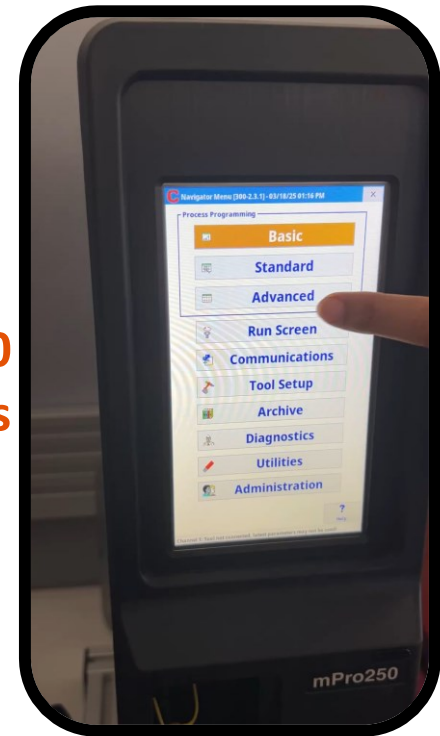 0
s
Navigator Menu [300-2.3.1] - 03/18/25 01:16 PM
Process Programming
Basic
Standard
Advanced
Run Screen
Communications
Tool Setup
Archive
Diagnostics
Utilities
Administration
?
mPro250